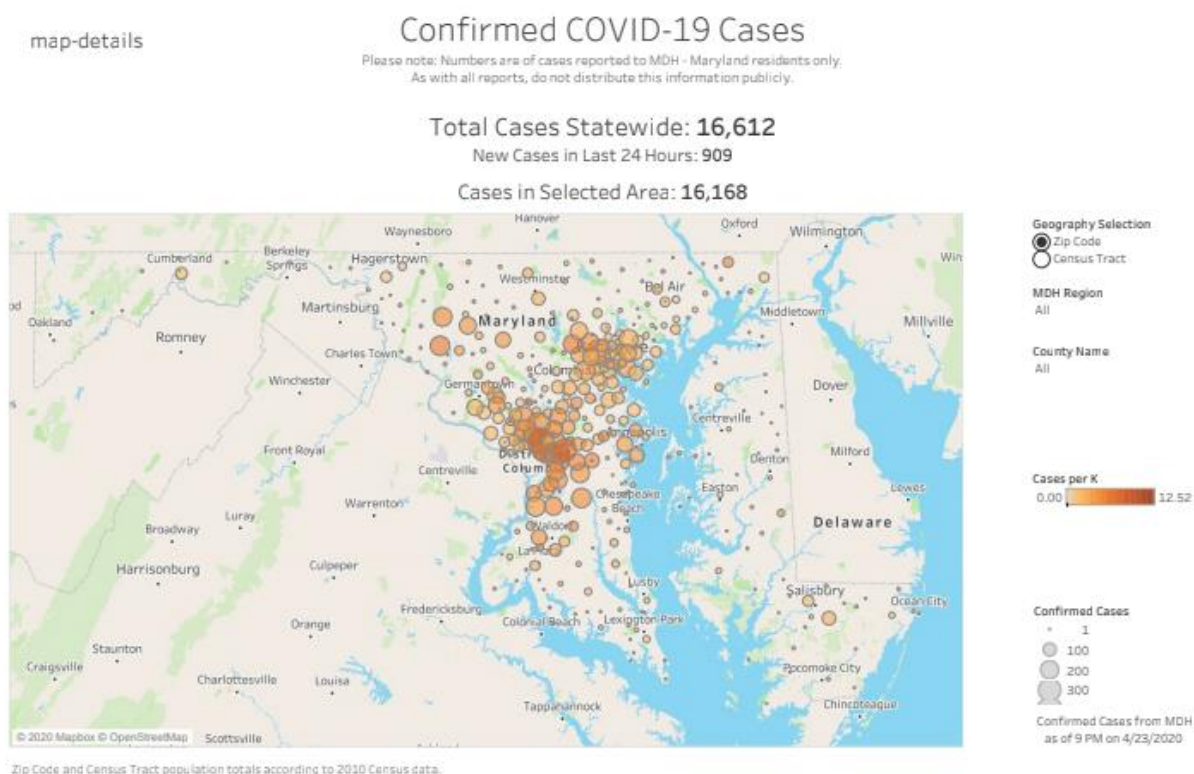 map-details
Confirmed COVID-19 Cases
Please note: Numbers are of cases reported to MDH - Maryland residents only.
As with all reports, do not distribute this information publicly.
Total Cases Statewide: 16,612
New Cases in Last 24 Hours: 909
Cases in Selected Area: 16,168
Hanover
Waynesboro
Oxford
Wilmington
Cumberland
Berkeley
Springs
Hagerstown
Win
Westminster
Bel Air
Martinsburg
Oakland
Maryland
Middletown
Millville
Romney
Charles Town
Winchester
Germantown
Dover
Centreville
Front Royal
District
Colum
Centreville
Denton
Milford
Warrenton
Chesapeake
Beach
Easton
Lewes
Luray
Broadway
Waldorf
Delaware
Harrisonburg
Culpeper
Lusby
Salisbury
Ocean City
Fredericksburg
Orange
Colonial Beach
Lexington Park
Staunton
Craigsville
Charlottesville
Louisa
Pocomoke City
Tappahannock
Chincoteague
© 2020 Mapbox © OpenStreetMap
Scottsville
Geography Selection
Zip Code
Census Tract
MDH Region
All
County Name
All
Cases per K
0.00 12.52
Confirmed Cases
1
100
200
300
Confirmed Cases from MDH
as of 9 PM on 4/23/2020
Zip Code and Census Tract population totals according to 2010 Census data.